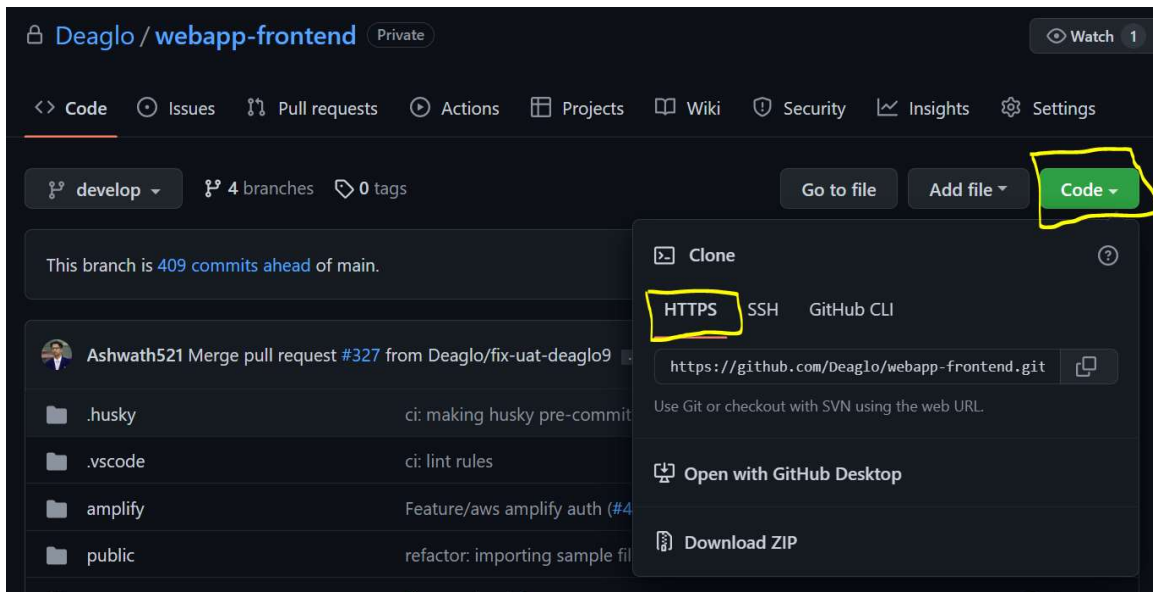 Deaglo / webapp-frontend Private
Watch 1
Code Issues Pull requests Actions Projects Wiki Security Insights Settings
develop 4 branches 0 tags Go to file Add file Code
This branch is 409 commits ahead of main.
Clone
HTTPS SSH GitHub CLI
https://github.com/Deaglo/webapp-frontend.git
Use Git or checkout with SVN using the web URL.
Open with GitHub Desktop
Download ZIP
Ashwath521 Merge pull request #327 from Deaglo/fix-uat-deaglo9
.husky ci: making husky pre-commit
.vscode ci: lint rules
amplify Feature/aws amplify auth (#4
public refactor: importing sample fil